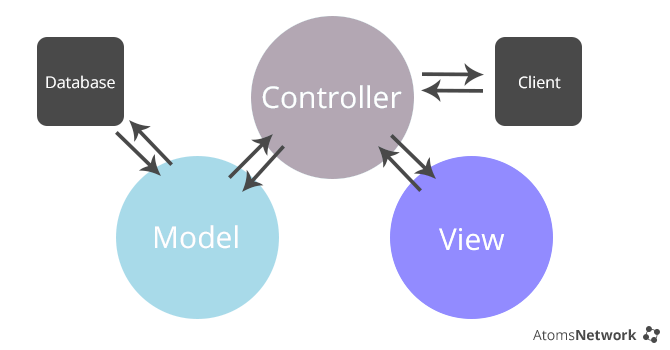 Database
Controller
Client
Model
View
AtomsNetwork